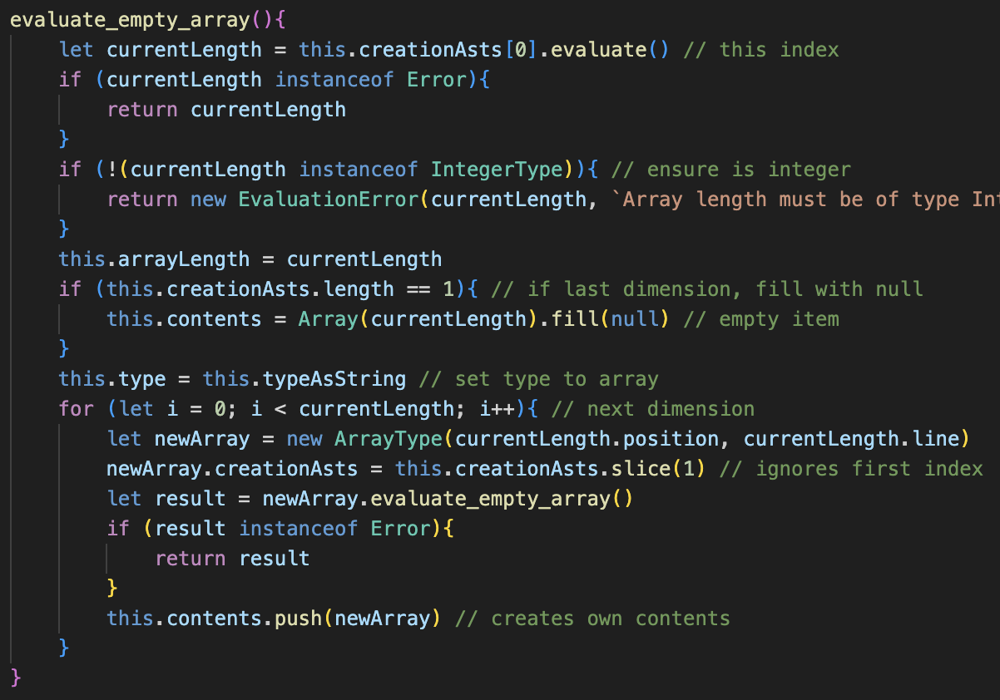 evaluate_empty_array(){
let currentLength = this.creationAsts[0].evaluate() // this index
if (currentLength instanceof Error){
return currentLength
}
if (!(currentLength instanceof IntegerType)){ // ensure is integer
return new EvaluationError(currentLength, `Array length must be of type Int
}
this.arrayLength = currentLength
if (this.creationAsts.length == 1){ // if last dimension, fill with null
this.contents = Array(currentLength).fill(null) // empty item
}
this.type = this.typeAsString // set type to array
for (let i = 0; i < currentLength; i++){ // next dimension
let newArray = new ArrayType(currentLength.position, currentLength.line)
newArray.creationAsts = this.creationAsts.slice(1) // ignores first index
let result = newArray.evaluate_empty_array()
if (result instanceof Error){
return result
}
this.contents.push(newArray) // creates own contents
}
}